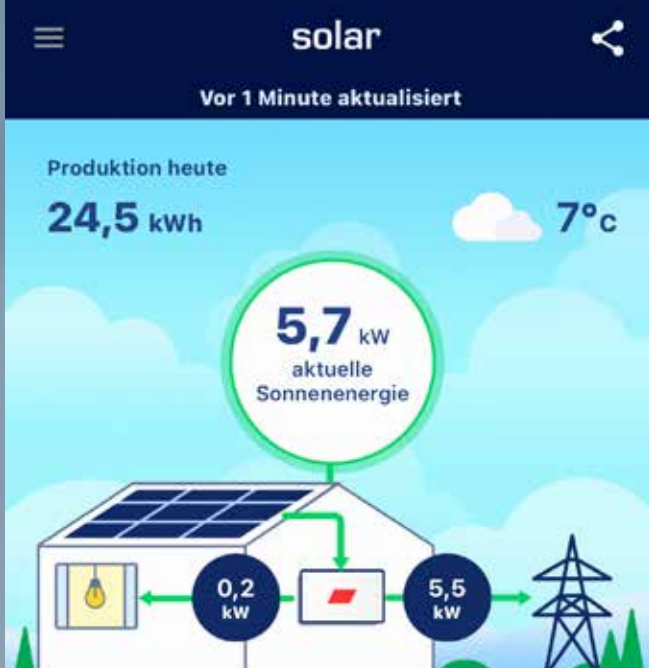 solar
Vor 1 Minute aktualisiert
Produktion heute
24,5 kWh
7°c
5,7 kW
aktuelle
Sonnenenergie
0,2
kW
5,5
kW